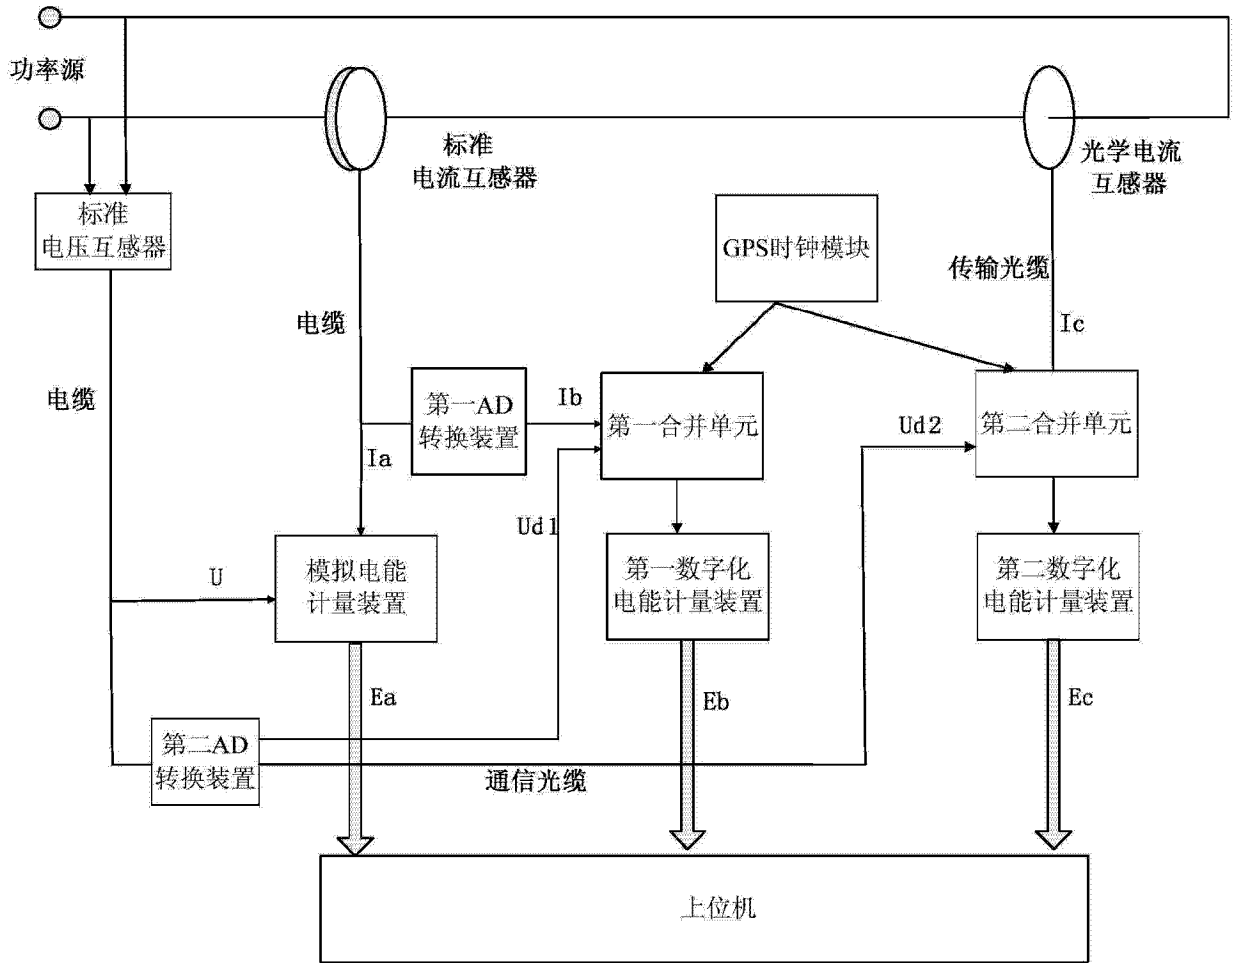 功率源
标准
电流互感器
光学电流
互感器
标准
电压互感器
GPS时钟模块
传输光缆
电缆
Ic
电缆
第一AD
转换装置
Ib
第一合并单元
Ud2
第二合并单元
Ia
Ud1
U
模拟电能
计量装置
第一数字化
电能计量装置
第二数字化
电能计量装置
Ea
Eb
Ec
第二AD
转换装置
通信光缆
上位机